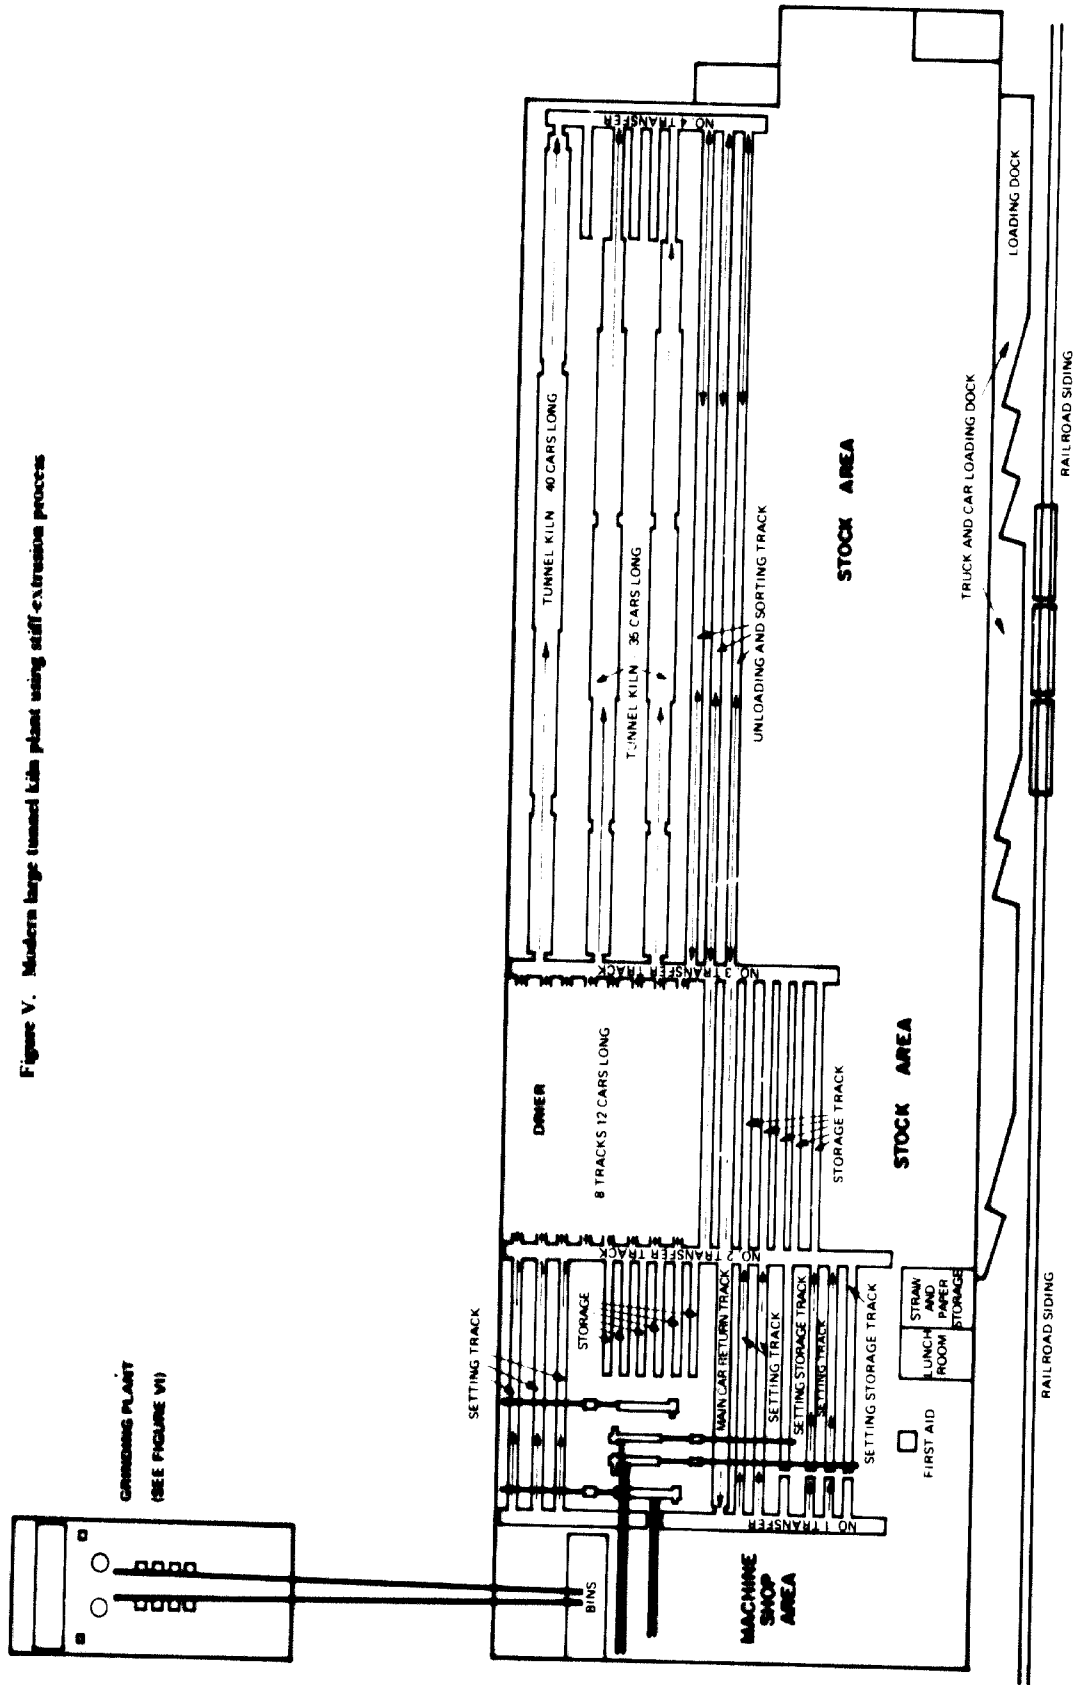 Figure V. Modern large tunnel kiln plant using stiff-extrusion process
GRINDING PLANT
(SEE FIGURE VI)
BINS
MACHINE
SHOP
AREA
NO. 1 TRANSFER
SETTING TRACK
STORAGE
MAIN CAR RETURN TRACK
SETTING TRACK
SETTING STORAGE TRACK
SETTING TRACK
SETTING STORAGE TRACK
FIRST AID
LUNCH
ROOM
STRAW
AND
PAPER
STORAGE
NO. 2 TRANSFER TRACK
DRIER
8 TRACKS 12 CARS LONG
STORAGE TRACK
STOCK AREA
NO. 3 TRANSFER TRACK
TUNNEL KILN 40 CARS LONG
TUNNEL KILN 35 CARS LONG
UNLOADING AND SORTING TRACK
STOCK AREA
NO. 4 TRANSFER
TRUCK AND CAR LOADING DOCK
LOADING DOCK
RAILROAD SIDING
RAILROAD SIDING